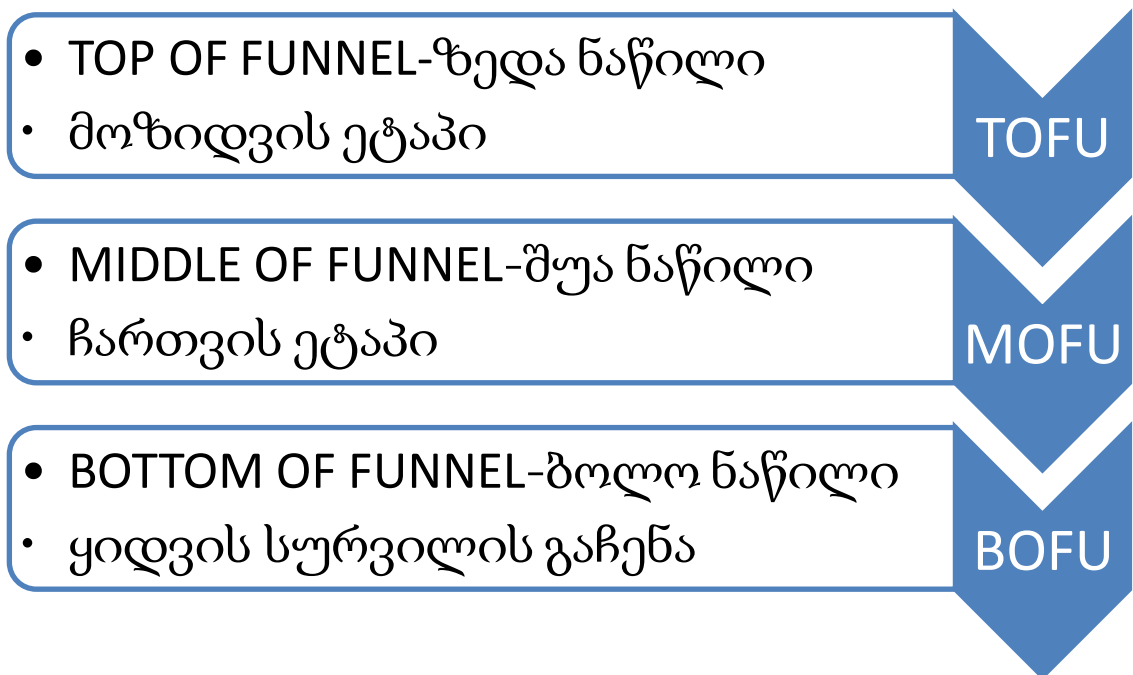 • TOP OF FUNNEL-ზედა ნაწილი
• მოზიდვის ეტაპი
TOFU
• MIDDLE OF FUNNEL-შუა ნაწილი
• ჩართვის ეტაპი
MOFU
• BOTTOM OF FUNNEL-ბოლო ნაწილი
• ყიდვის სურვილის გაჩენა
BOFU